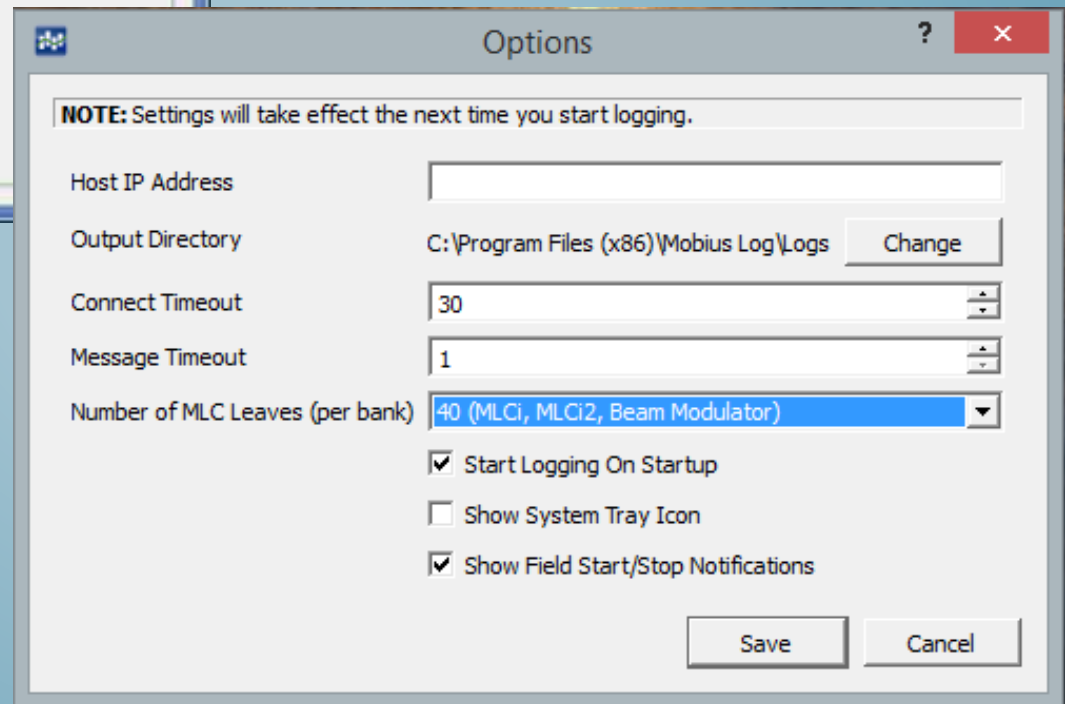 Options
?
NOTE: Settings will take effect the next time you start logging.
Host IP Address
Output Directory C:\Program Files (x86)\Mobius Log\Logs Change
Connect Timeout 30
Message Timeout 1
Number of MLC Leaves (per bank) 40 (MLCi, MLCi2, Beam Modulator)
Start Logging On Startup
Show System Tray Icon
Show Field Start/Stop Notifications
Save Cancel